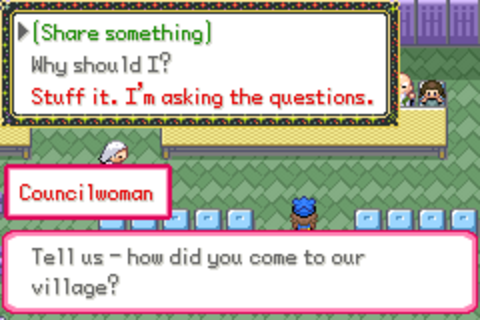 (Share something)
Why should I?
Stuff it. I'm asking the questions.
Councilwoman
Tell us - how did you come to our
village?